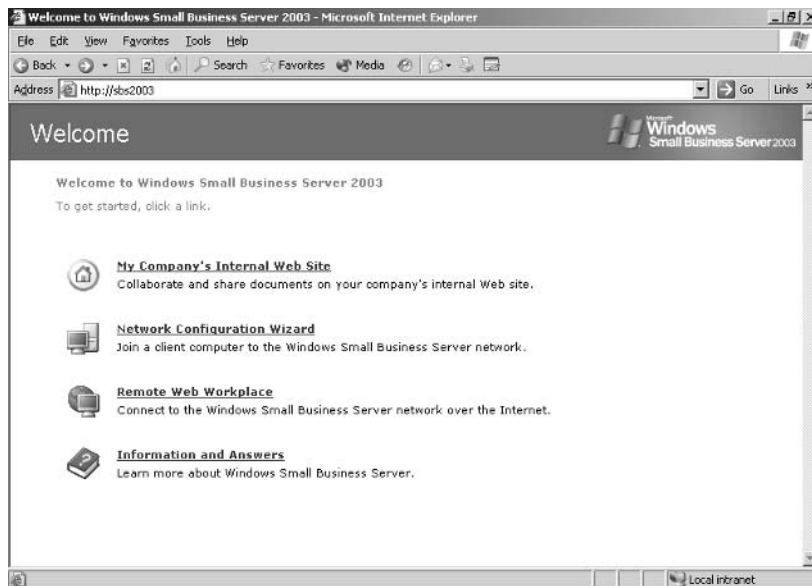 Welcome to Windows Small Business Server 2003 - Microsoft Internet Explorer
File Edit View Favorites Tools Help
Back Search Favorites Media
Address http://sbs2003 Go Links »
Welcome
Microsoft
Windows
Small Business Server 2003
Welcome to Windows Small Business Server 2003
To get started, click a link.
My Company's Internal Web Site
Collaborate and share documents on your company's internal Web site.
Network Configuration Wizard
Join a client computer to the Windows Small Business Server network.
Remote Web Workplace
Connect to the Windows Small Business Server network over the Internet.
Information and Answers
Learn more about Windows Small Business Server.
Local intranet